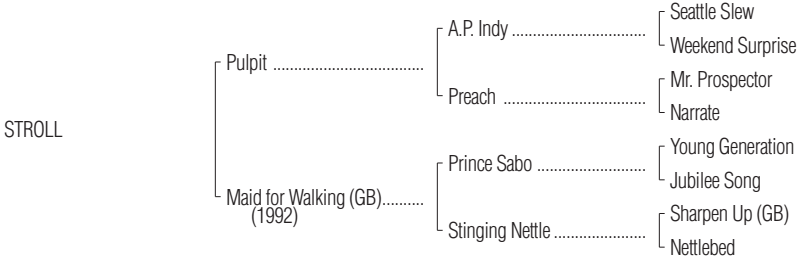 Seattle Slew
A.P. Indy ..................................
Weekend Surprise
Pulpit ......................................
Mr. Prospector
Preach ....................................
Narrate
STROLL
Young Generation
Prince Sabo ............................
Jubilee Song
Maid for Walking (GB)..........
(1992)
Sharpen Up (GB)
Stinging Nettle .......................
Nettlebed